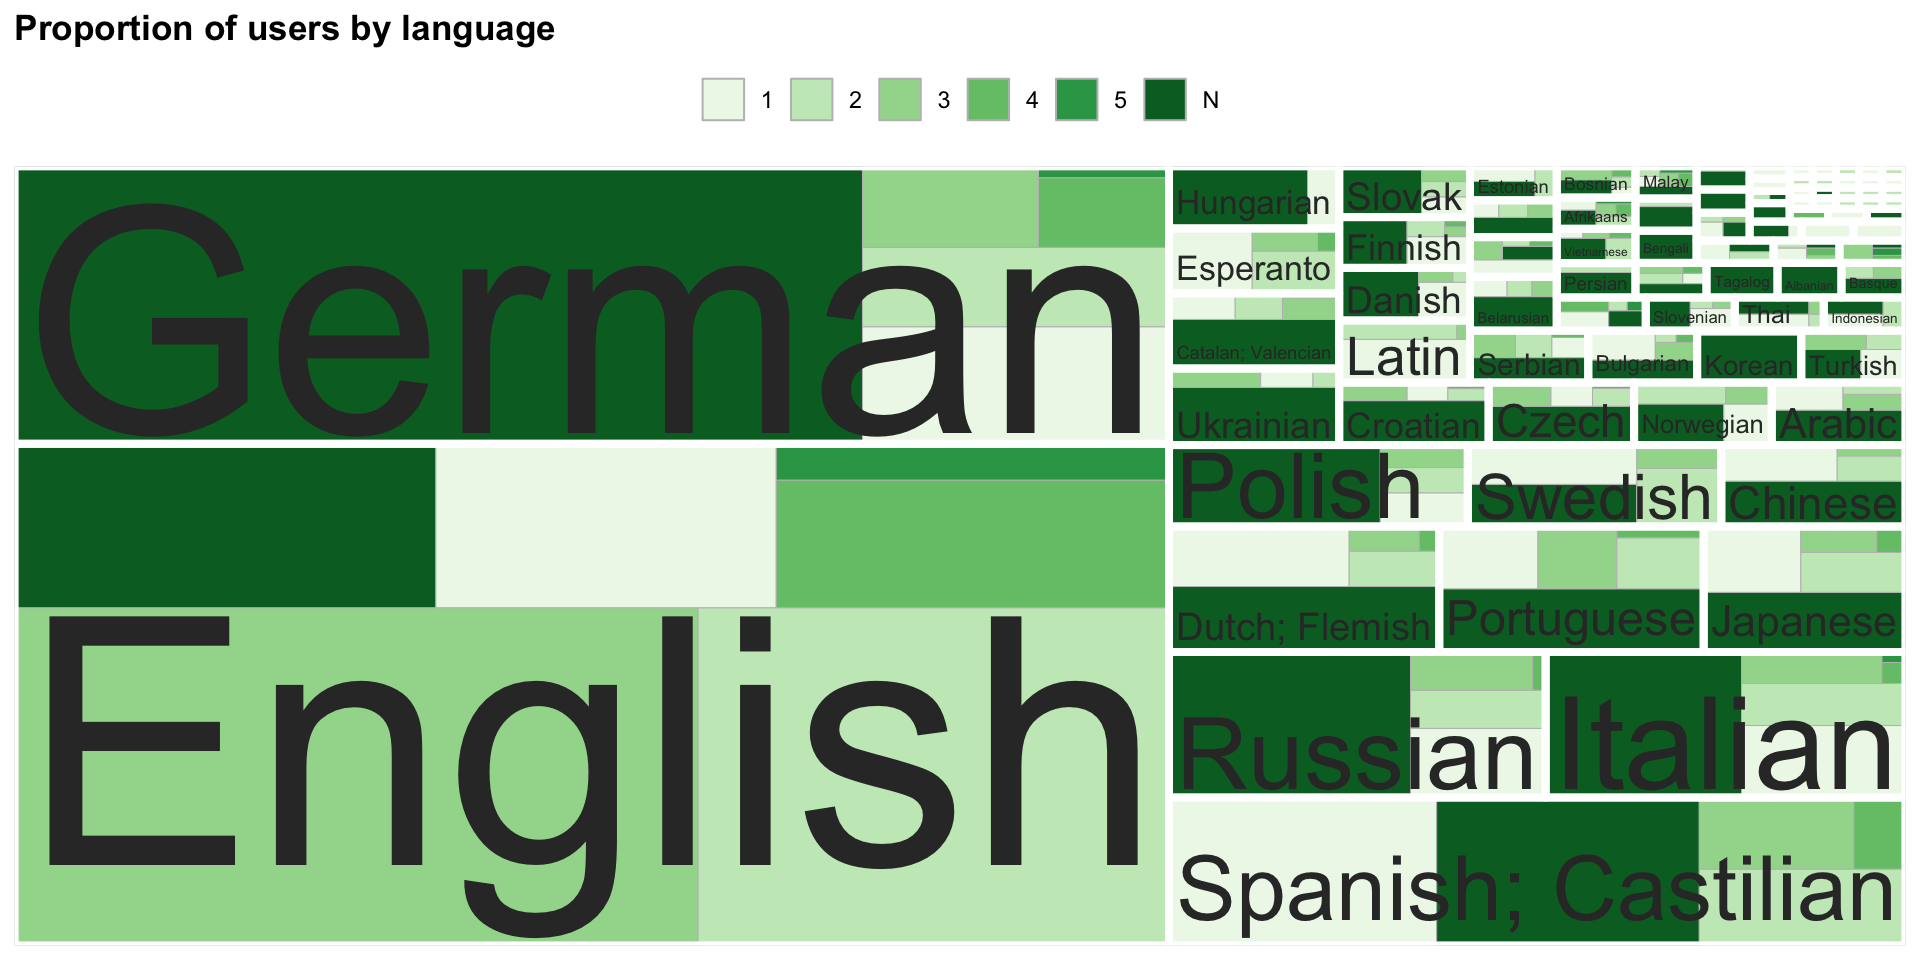 Proportion of users by language
1 2 3 4 5 N
German
English
Hungarian
Slovak
Estonian
Bosnian
Malay
Afrikaans
Esperanto
Finnish
Vietnamese
Bengali
Danish
Persian
Tagalog
Albanian
Basque
Catalan; Valencian
Latin
Belarusian
Slovenian
Thai
Indonesian
Serbian
Bulgarian
Korean
Turkish
Ukrainian
Croatian
Czech
Norwegian
Arabic
Polish
Swedish
Chinese
Dutch; Flemish
Portuguese
Japanese
Russian
Italian
Spanish; Castilian